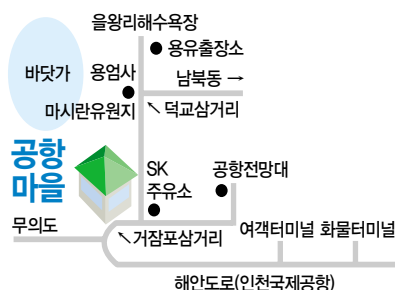 을왕리해수욕장
용유출장소
바닷가
용엄사
남북동 →
마시란유원지
덕교삼거리
공항
마을
SK
주유소
공항전망대
무의도
거잠포삼거리
여객터미널
화물터미널
해안도로(인천국제공항)